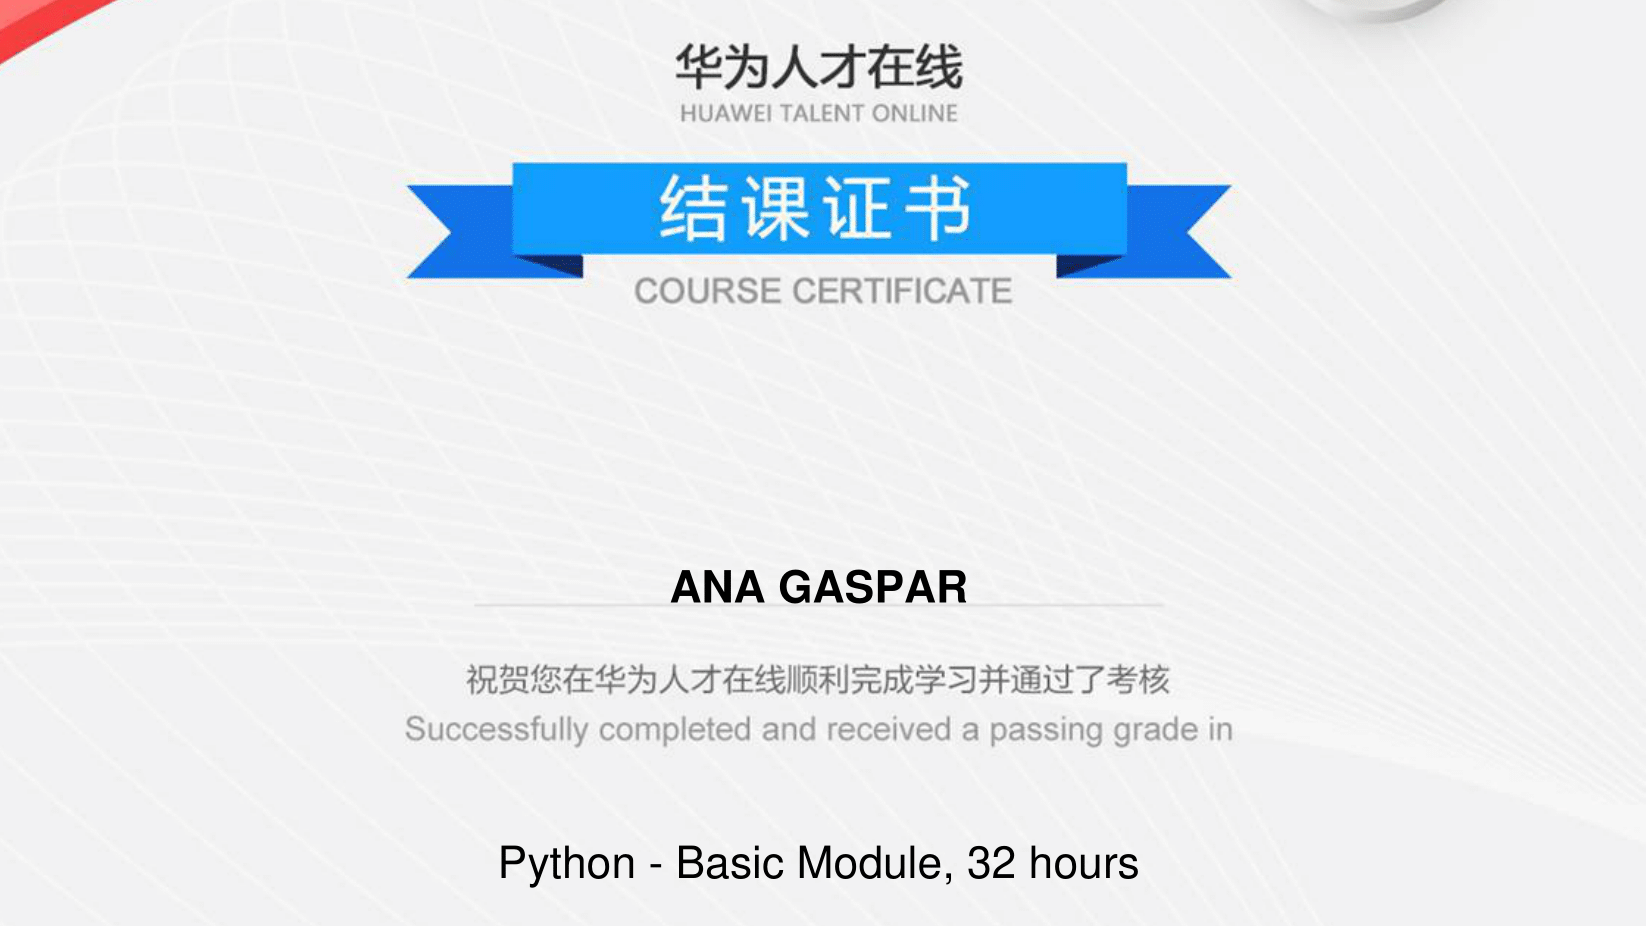 华为人才在线
HUAWEI TALENT ONLINE
结课证书
COURSE CERTIFICATE
ANA GASPAR
祝贺您在华为人才在线顺利完成学习并通过了考核
Successfully completed and received a passing grade in
Python - Basic Module, 32 hours